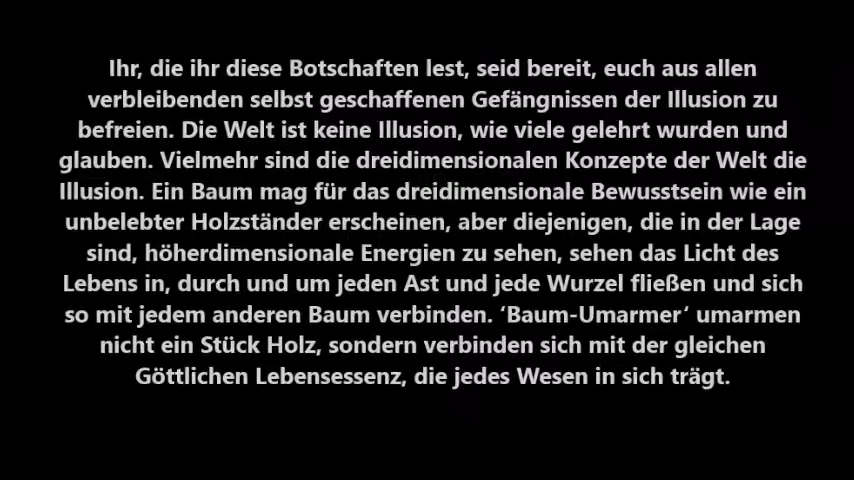 Ihr, die ihr diese Botschaften lest, seid bereit, euch aus allen
verbleibenden selbst geschaffenen Gefängnissen der Illusion zu
befreien. Die Welt ist keine Illusion, wie viele gelehrt wurden und
glauben. Vielmehr sind die dreidimensionalen Konzepte der Welt die
Illusion. Ein Baum mag für das dreidimensionale Bewusstsein wie ein
unbelebter Holzständer erscheinen, aber diejenigen, die in der Lage
sind, höherdimensionale Energien zu sehen, sehen das Licht des
Lebens in, durch und um jeden Ast und jede Wurzel fließen und sich
so mit jedem anderen Baum verbinden. ‘Baum-Umarmer‘ umarmen
nicht ein Stück Holz, sondern verbinden sich mit der gleichen
Göttlichen Lebensessenz, die jedes Wesen in sich trägt.